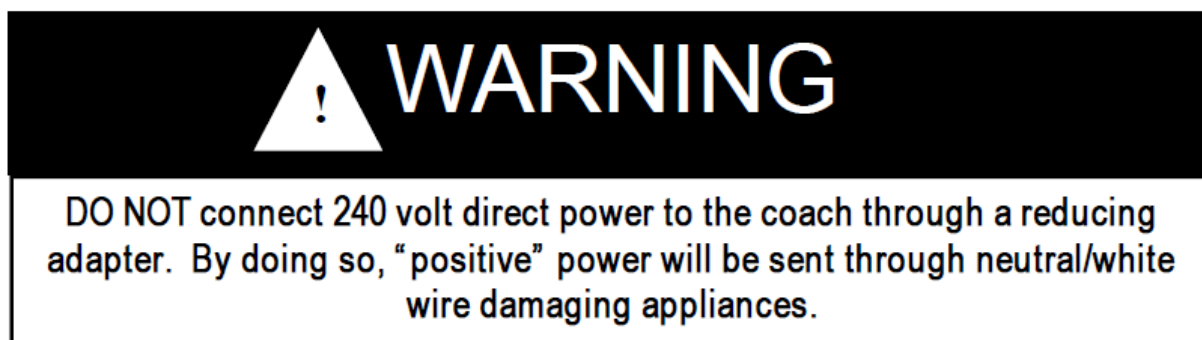 ! WARNING
DO NOT connect 240 volt direct power to the coach through a reducing
adapter.  By doing so, “positive” power will be sent through neutral/white
wire damaging appliances.